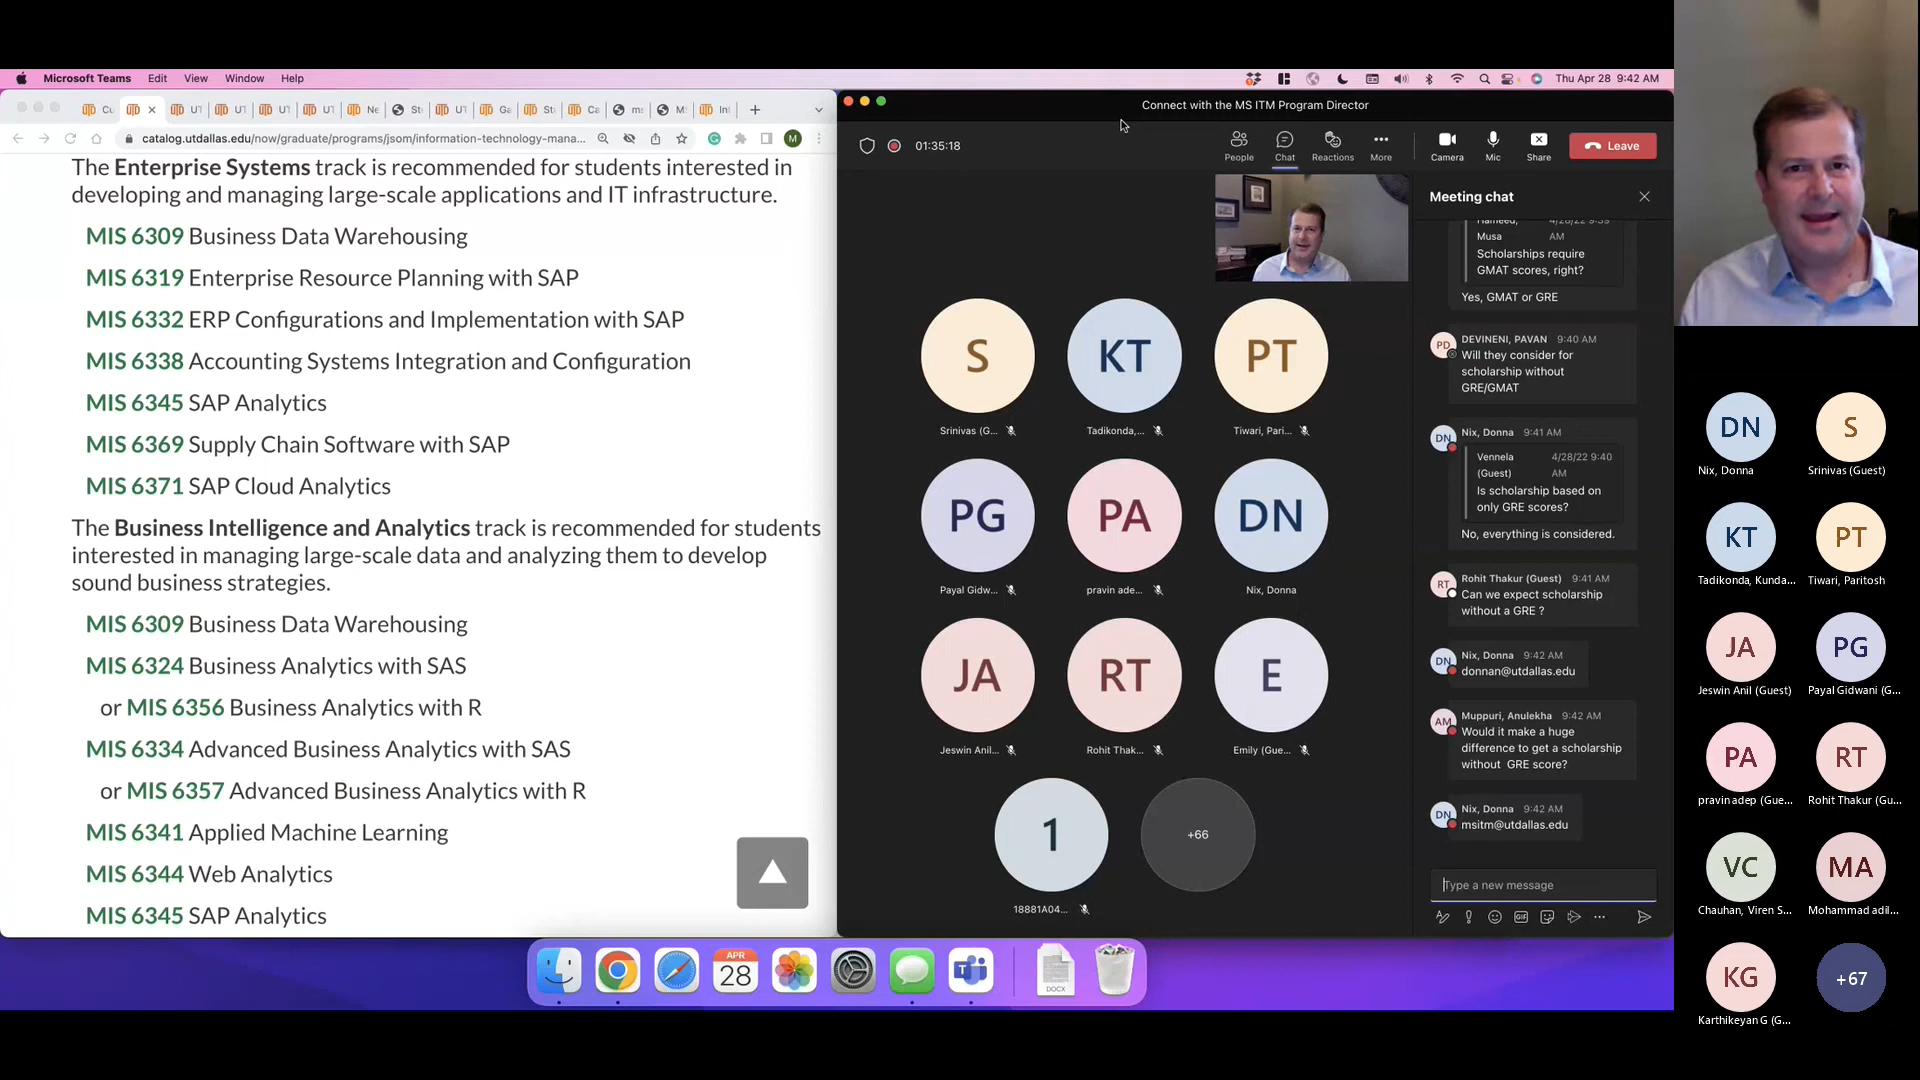 Microsoft Teams Edit View Window Help
Thu Apr 28 9:42 AM
catalog.utdallas.edu/now/graduate/programs/jsom/information-technology-mana...
M
The Enterprise Systems track is recommended for students interested in
developing and managing large-scale applications and IT infrastructure.
MIS 6309 Business Data Warehousing
MIS 6319 Enterprise Resource Planning with SAP
MIS 6332 ERP Configurations and Implementation with SAP
MIS 6338 Accounting Systems Integration and Configuration
MIS 6345 SAP Analytics
MIS 6369 Supply Chain Software with SAP
MIS 6371 SAP Cloud Analytics
The Business Intelligence and Analytics track is recommended for students
interested in managing large-scale data and analyzing them to develop
sound business strategies.
MIS 6309 Business Data Warehousing
MIS 6324 Business Analytics with SAS
or MIS 6356 Business Analytics with R
MIS 6334 Advanced Business Analytics with SAS
or MIS 6357 Advanced Business Analytics with R
MIS 6341 Applied Machine Learning
MIS 6344 Web Analytics
MIS 6345 SAP Analytics
Connect with the MS ITM Program Director
01:35:18
People Chat Reactions More Camera Mic Share Leave
S KT PT
Srinivas (G... Tadikonda,... Tiwari, Pari...
PG PA DN
Payal Gidw... pravin ade... Nix, Donna
JA RT E
Jeswin Anil... Rohit Thak... Emily (Gue...
1 +66
18881A04...
Meeting chat
Musa AM
Scholarships require
GMAT scores, right?
Yes, GMAT or GRE
PD DEVINENI, PAVAN 9:40 AM
Will they consider for
scholarship without
GRE/GMAT
DN Nix, Donna 9:41 AM
Vennela 4/28/22 9:40
(Guest) AM
Is scholarship based on
only GRE scores?
No, everything is considered.
RT Rohit Thakur (Guest) 9:41 AM
Can we expect scholarship
without a GRE ?
DN Nix, Donna 9:42 AM
donnan@utdallas.edu
AM Muppuri, Anulekha 9:42 AM
Would it make a huge
difference to get a scholarship
without GRE score?
DN Nix, Donna 9:42 AM
msitm@utdallas.edu
Type a new message
GIF
APR
28
DOCX
DN S
Nix, Donna Srinivas (Guest)
KT PT
Tadikonda, Kunda... Tiwari, Paritosh
JA PG
Jeswin Anil (Guest) Payal Gidwani (G...
PA RT
pravin adep (Gue... Rohit Thakur (Gu...
VC MA
Chauhan, Viren S... Mohammad adil...
KG +67
Karthikeyan G (G...